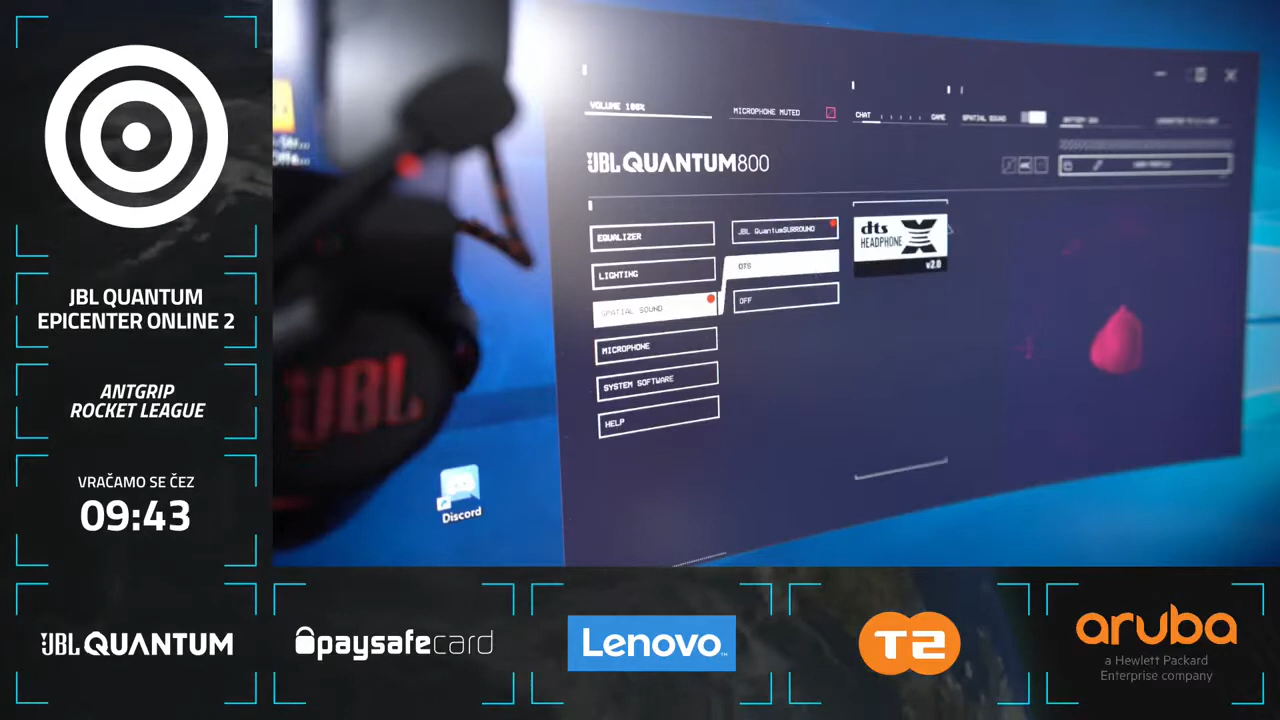 JBL QUANTUM
EPICENTER ONLINE 2
ANTGRIP
ROCKET LEAGUE
VRAČAMO SE ČEZ
09:43
VOLUME 100%
MICROPHONE MUTED
CHAT
GAME
SPATIAL SOUND
JBL QUANTUM800
EQUALIZER
LIGHTING
SPATIAL SOUND
MICROPHONE
SYSTEM SOFTWARE
HELP
JBL QuantumSURROUND
DTS
OFF
dts
HEADPHONE X
v2.0
JBL
Discord
JBL QUANTUM
paysafecard
Lenovo
T2
aruba
a Hewlett Packard
Enterprise company